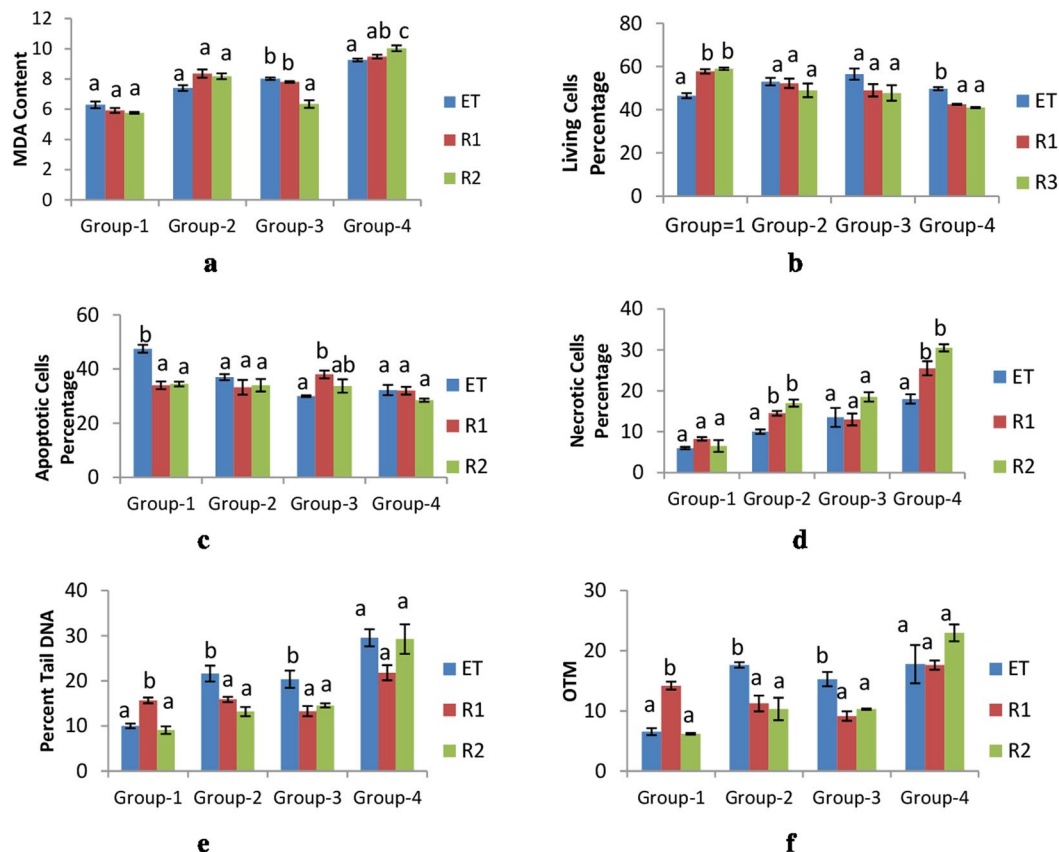 12
10
8
6
4
2
0
MDA Content
a a a
a a a
b b a
a ab c
Group-1 Group-2 Group-3 Group-4
ET
R1
R2
a
80
60
40
20
0
Living Cells
Percentage
a b b
a a a
a a a
b a a
Group=1 Group-2 Group-3 Group-4
ET
R1
R3
b
60
40
20
0
Apoptotic Cells
Percentage
b a a
a a a
a b ab
a a a
Group-1 Group-2 Group-3 Group-4
ET
R1
R2
c
40
30
20
10
0
Necrotic Cells
Percentage
a a a
a b b
a a a
a b b
Group-1 Group-2 Group-3 Group-4
ET
R1
R2
d
40
30
20
10
0
Percent Tail DNA
a b a
b a a
b a a
a a a
Group-1 Group-2 Group-3 Group-4
ET
R1
R2
e
30
20
10
0
OTM
a b a
b a a
b a a
a a a
Group-1 Group-2 Group-3 Group-4
ET
R1
R2
f